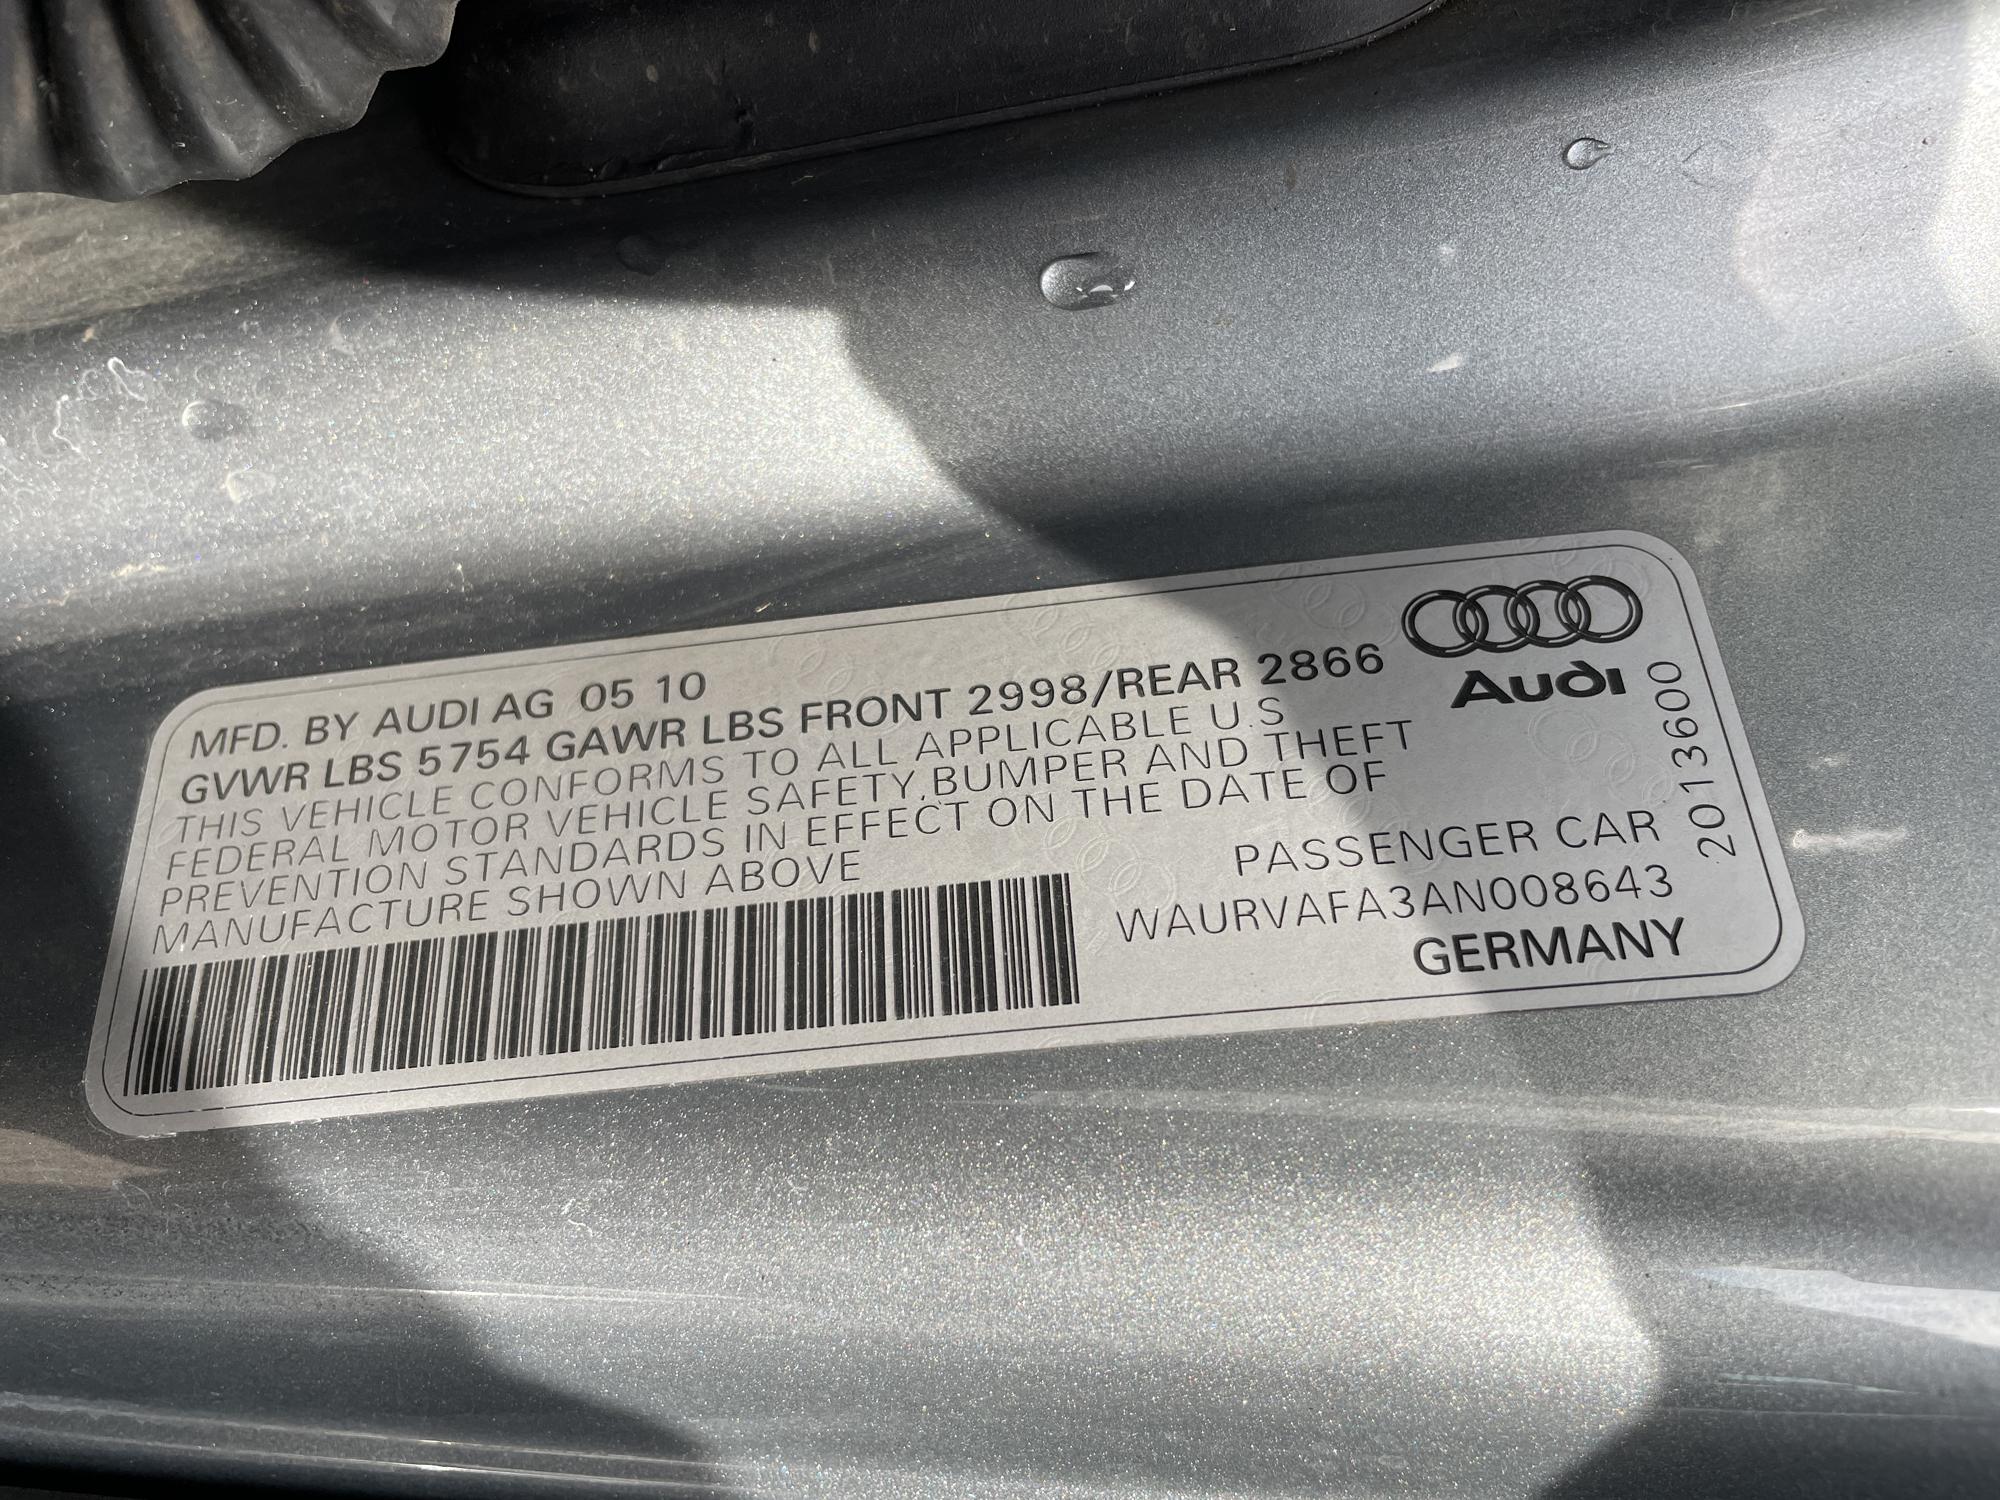 MFD. BY AUDI AG 05 10
GVWR LBS 5754 GAWR LBS FRONT 2998/REAR 2866
THIS VEHICLE CONFORMS TO ALL APPLICABLE U.S
FEDERAL MOTOR VEHICLE SAFETY,BUMPER AND THEFT
PREVENTION STANDARDS IN EFFECT ON THE DATE OF
MANUFACTURE SHOWN ABOVE
Audi
2013600
PASSENGER CAR
WAURVAFA3AN008643
GERMANY